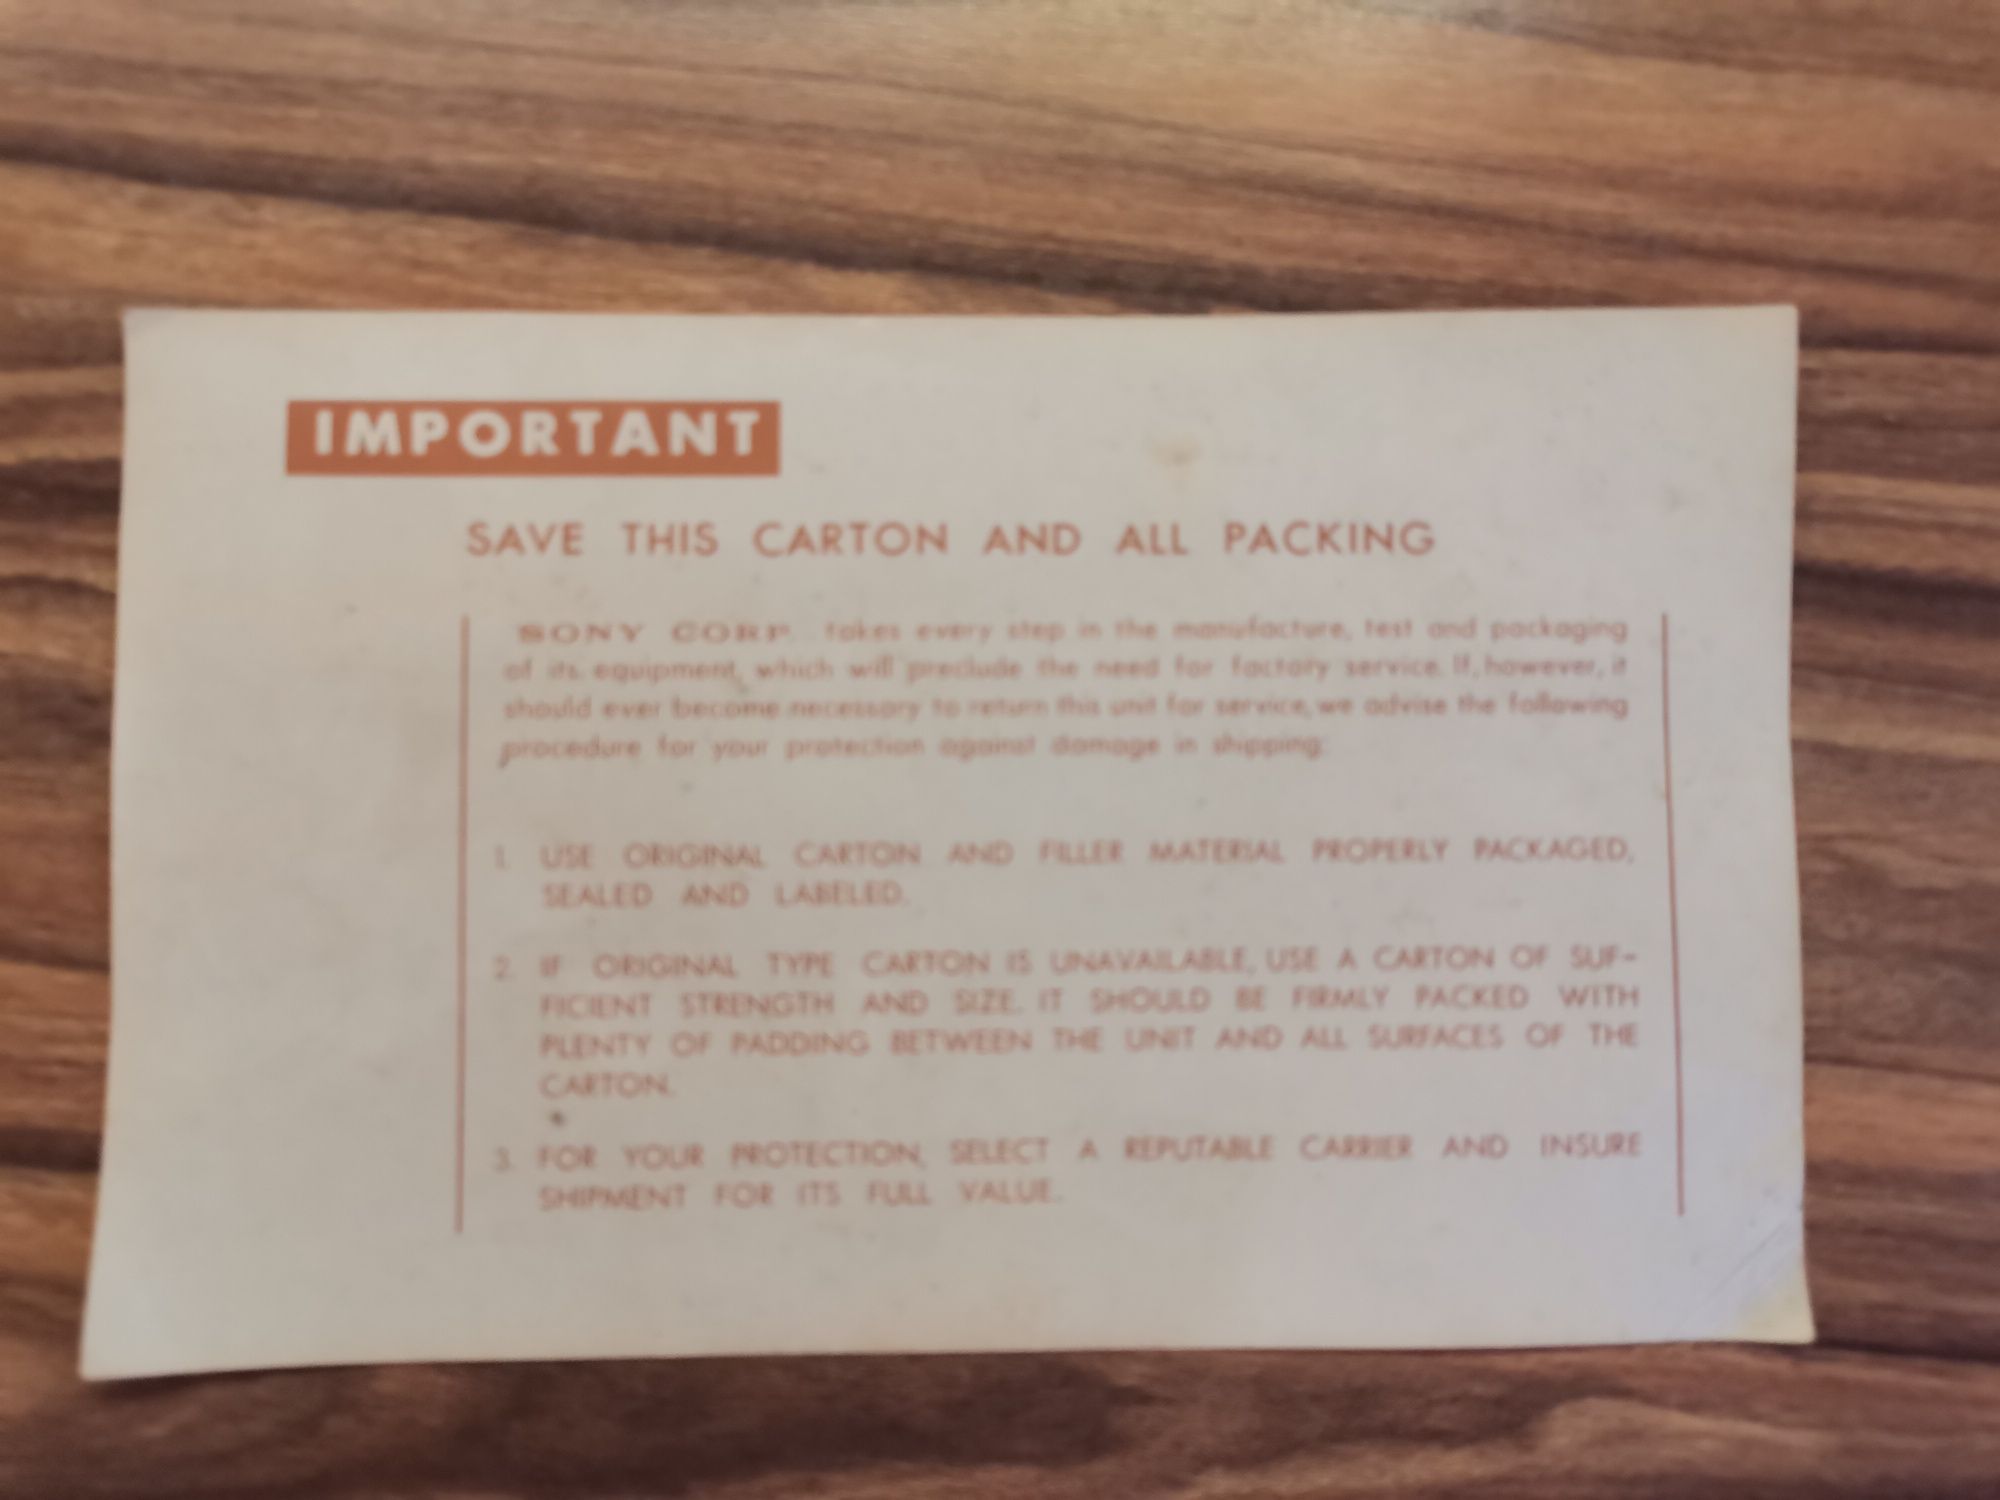 IMPORTANT
SAVE THIS CARTON AND ALL PACKING
SONY CORP. takes every step in the manufacture, test and packaging
of its equipment, which will preclude the need for factory service. If, however, it
should ever become necessary to return this unit for service, we advise the following
procedure for your protection against damage in shipping:
1. USE ORIGINAL CARTON AND FILLER MATERIAL PROPERLY PACKAGED,
SEALED AND LABELED.
2. IF ORIGINAL TYPE CARTON IS UNAVAILABLE, USE A CARTON OF SUF-
FICIENT STRENGTH AND SIZE. IT SHOULD BE FIRMLY PACKED WITH
PLENTY OF PADDING BETWEEN THE UNIT AND ALL SURFACES OF THE
CARTON.
3. FOR YOUR PROTECTION, SELECT A REPUTABLE CARRIER AND INSURE
SHIPMENT FOR ITS FULL VALUE.